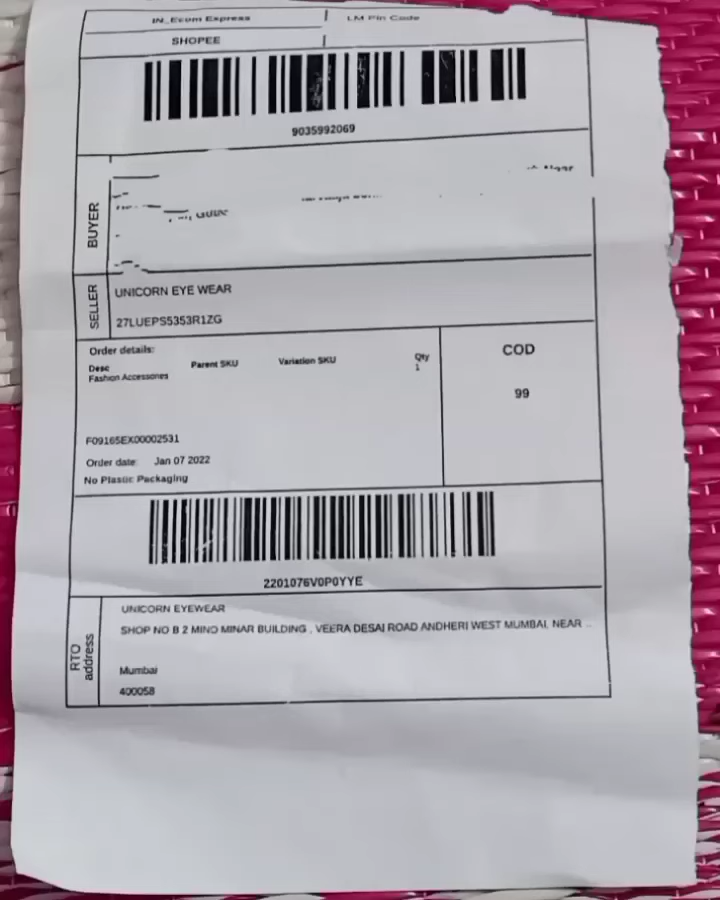 IN_Ecom Express
LM Pin Code
SHOPEE
9035992069
BUYER
SELLER
UNICORN EYE WEAR
27LUEPS5353R1ZG
Order details:
COD
Desc Parent SKU Variation SKU Qty
Fashion Accessories 1
99
F09165EX00002531
Order date: Jan 07 2022
No Plastic Packaging
2201076V0P0YYE
RTO address
UNICORN EYEWEAR
SHOP NO B 2 MINO MINAR BUILDING , VEERA DESAI ROAD ANDHERI WEST MUMBAI, NEAR
Mumbai
400058